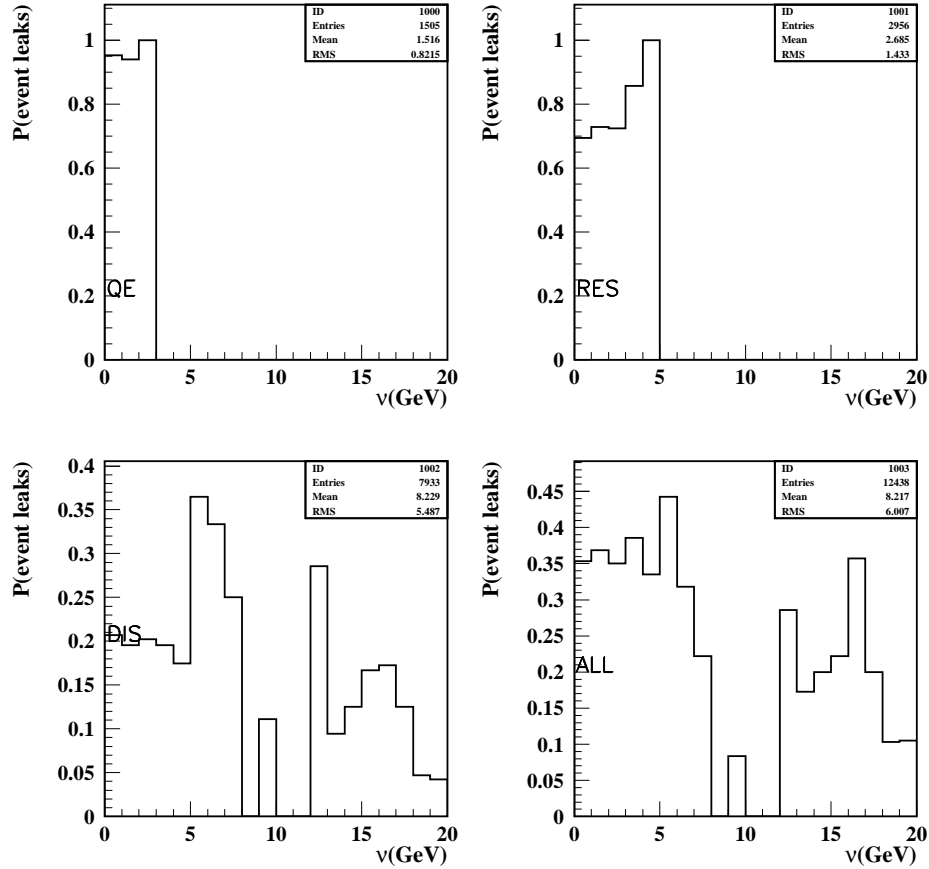 P(event leaks)
ID 1000
Entries 1505
Mean 1.516
RMS 0.8215
1
0.8
0.6
0.4
0.2
0
QE
0 5 10 15 20
ν(GeV)
P(event leaks)
ID 1001
Entries 2956
Mean 2.685
RMS 1.433
1
0.8
0.6
0.4
0.2
0
RES
0 5 10 15 20
ν(GeV)
P(event leaks)
ID 1002
Entries 7933
Mean 8.229
RMS 5.487
0.4
0.35
0.3
0.25
0.2
0.15
0.1
0.05
0
DIS
0 5 10 15 20
ν(GeV)
P(event leaks)
ID 1003
Entries 12438
Mean 8.217
RMS 6.007
0.45
0.4
0.35
0.3
0.25
0.2
0.15
0.1
0.05
0
ALL
0 5 10 15 20
ν(GeV)